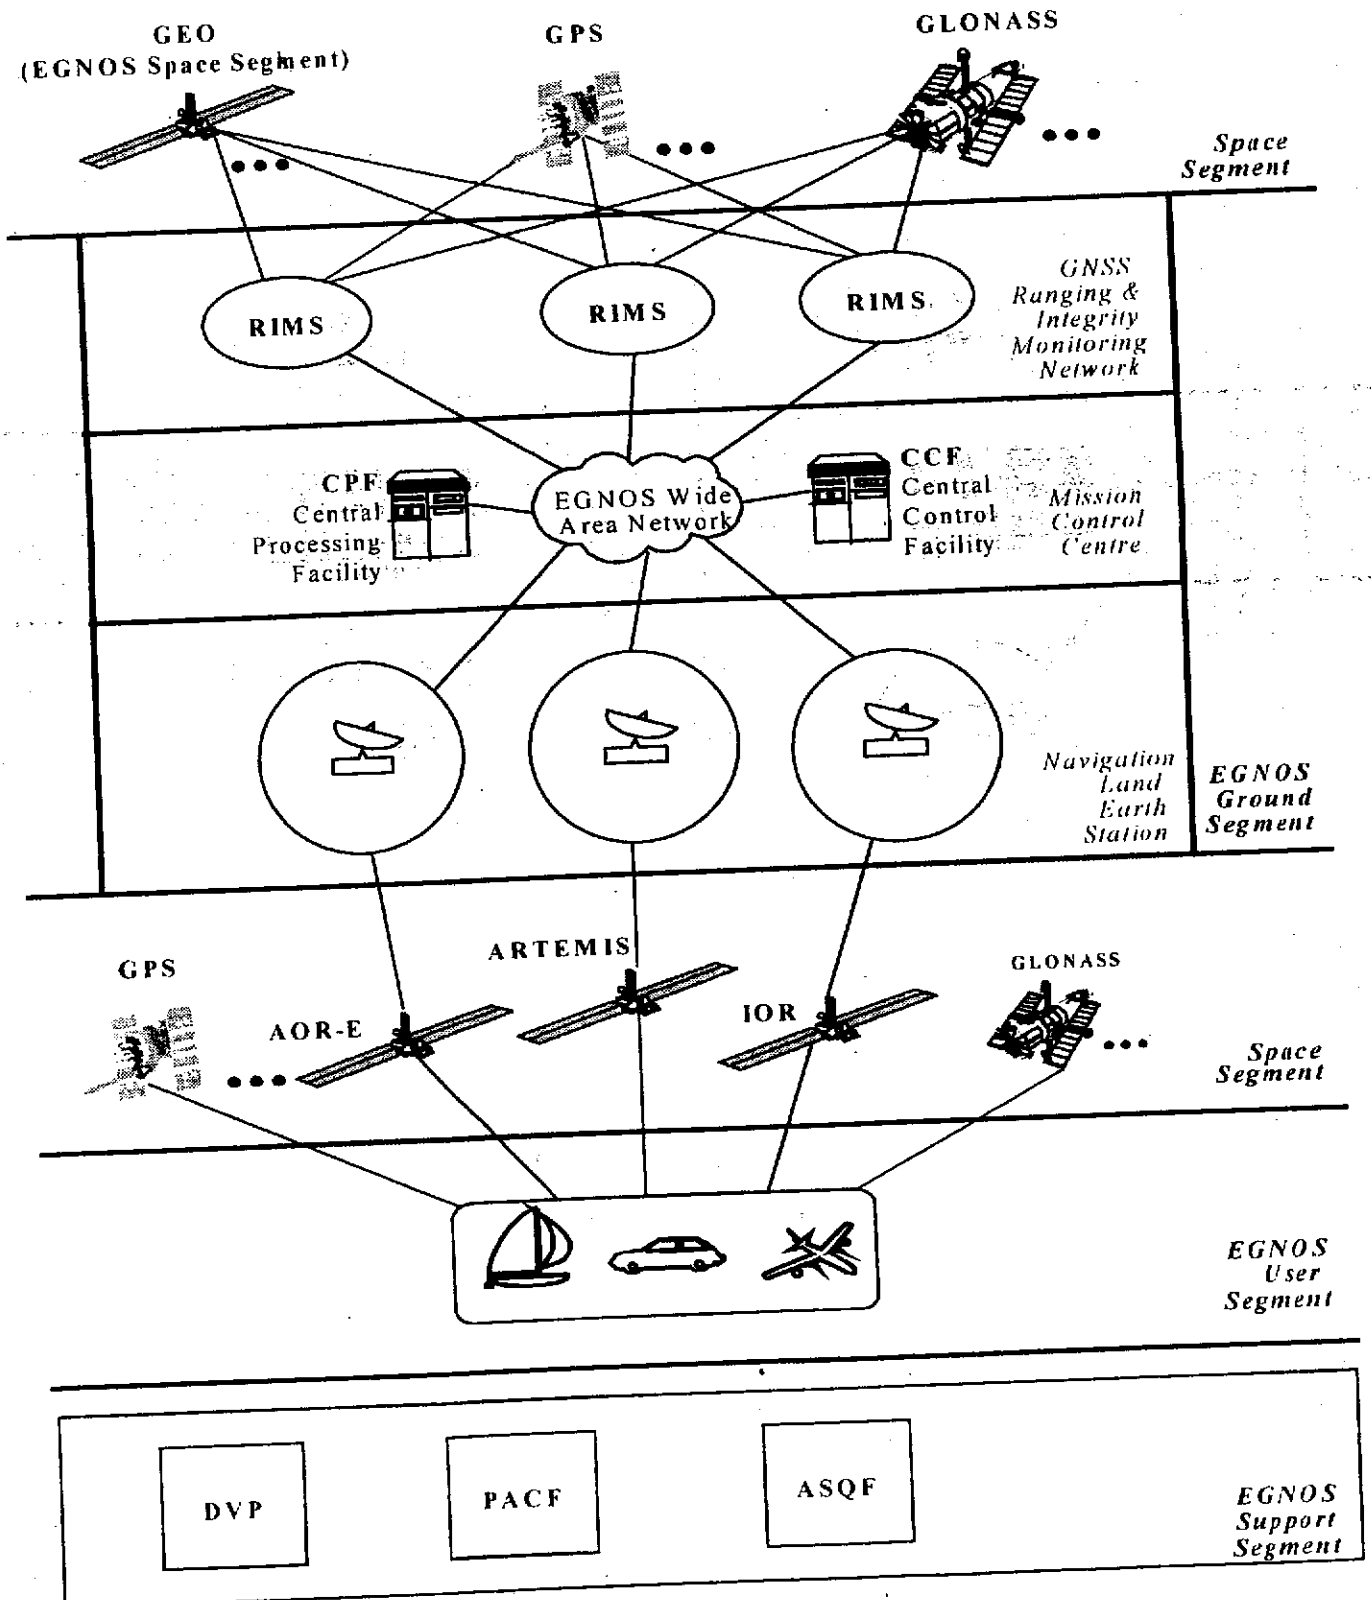 GEO
(EGNOS Space Segment)
GPS
GLONASS
Space
Segment
RIMS
RIMS
RIMS
GNSS
Ranging &
Integrity
Monitoring
Network
CPF
Central
Processing
Facility
EGNOS Wide
Area Network
CCF
Central
Control
Facility
Mission
Control
Centre
Navigation
Land
Earth
Station
EGNOS
Ground
Segment
GPS
AOR-E
ARTEMIS
IOR
GLONASS
Space
Segment
EGNOS
User
Segment
DVP
PACF
ASQF
EGNOS
Support
Segment